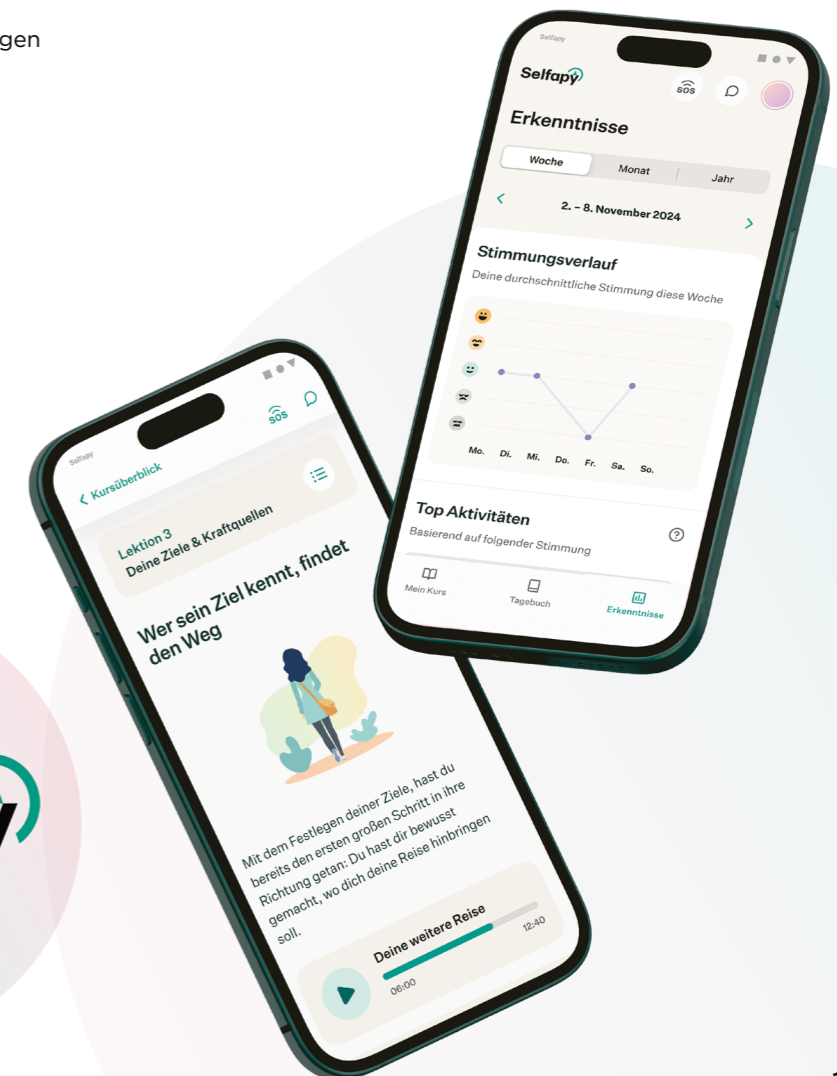 gen
Selfapy
Selfapy
SOS
Erkenntnisse
Woche
Monat
Jahr
2. – 8. November 2024
Stimmungsverlauf
Deine durchschnittliche Stimmung diese Woche
Mo. Di. Mi. Do. Fr. Sa. So.
Top Aktivitäten
Basierend auf folgender Stimmung
Mein Kurs
Tagebuch
Erkenntnisse
Selfapy
SOS
Kursüberblick
Lektion 3
Deine Ziele & Kraftquellen
Wer sein Ziel kennt, findet
den Weg
Mit dem Festlegen deiner Ziele, hast du
bereits den ersten großen Schritt in ihre
Richtung getan: Du hast dir bewusst
gemacht, wo dich deine Reise hinbringen
soll.
Deine weitere Reise
06:00
12:40